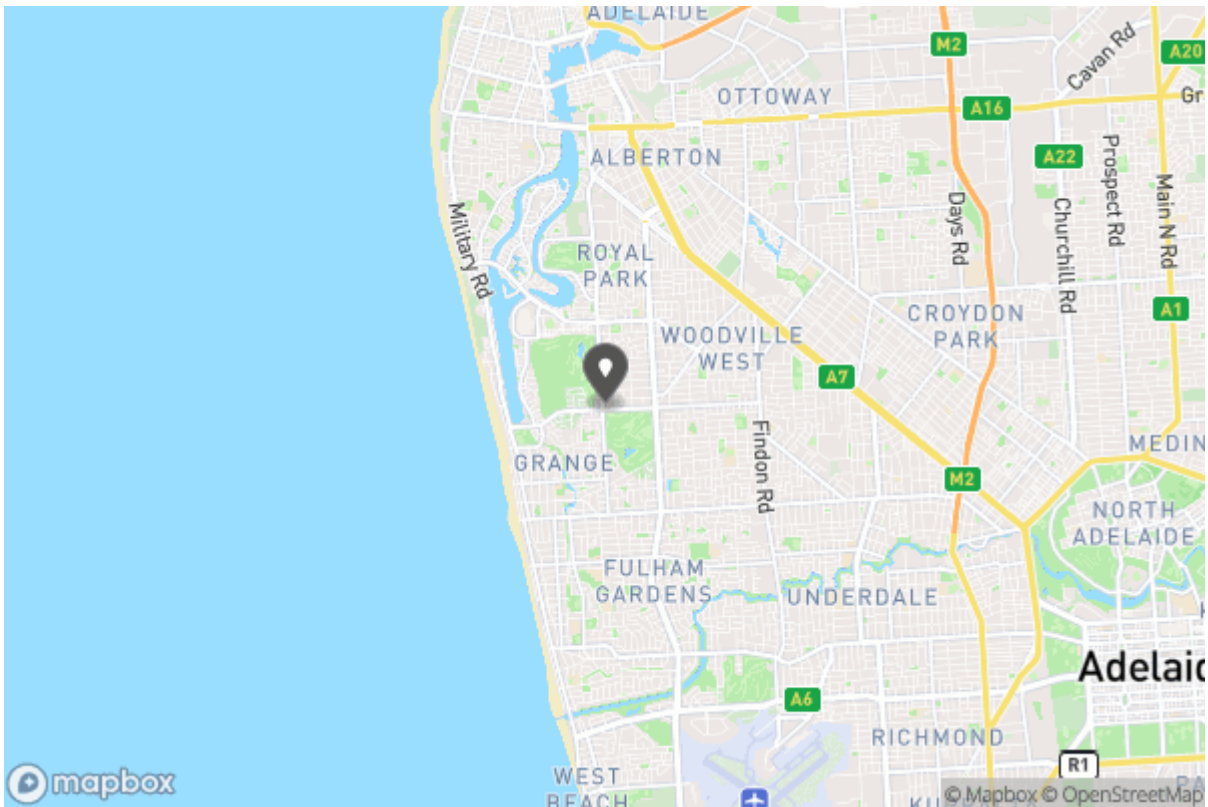 ADELAIDE
M2
Cavan Rd
A20
OTTOWAY
A16
Gr
ALBERTON
A22
Prospect Rd
Main N Rd
Military Rd
Days Rd
Churchill Rd
ROYAL
PARK
A1
CROYDON
PARK
WOODVILLE
WEST
A7
Findon Rd
MEDIN
GRANGE
M2
NORTH
ADELAIDE
FULHAM
GARDENS
UNDERDALE
Adelaid
A6
RICHMOND
R1
WEST
BEACH
mapbox
© Mapbox © OpenStreetMap